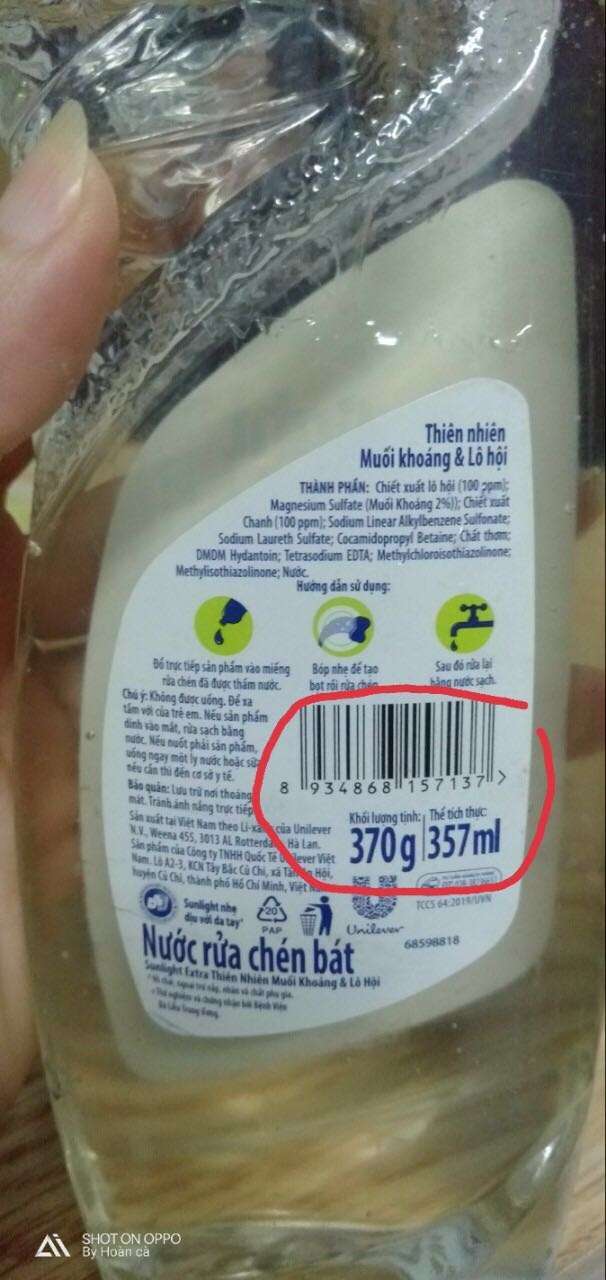 Thiên nhiên
Muối khoáng & Lô hội
THÀNH PHẦN: Chiết xuất lô hội (100 ppm);
Magnesium Sulfate (Muối Khoáng 2%)); Chiết xuất
Chanh (100 ppm); Sodium Linear Alkylbenzene Sulfonate;
Sodium Laureth Sulfate; Cocamidopropyl Betaine; Chất thơm;
DMDM Hydantoin; Tetrasodium EDTA; Methylchloroisothiazolinone;
Methylisothiazolinone; Nước.
Hướng dẫn sử dụng:
Đổ trực tiếp sản phẩm vào miếng
rửa chén đã được thấm nước.
Bóp nhẹ để tạo
bọt rồi rửa chén
Sau đó rửa lại
bằng nước sạch.
Chú ý: Không được uống. Để xa
tầm với của trẻ em. Nếu sản phẩm
dính vào mắt, rửa sạch bằng
nước. Nếu nuốt phải sản phẩm,
uống ngay một ly nước hoặc sữa
nếu cần thì đến cơ sở y tế.
Bảo quản: Lưu trữ nơi thoáng
mát. Tránh ánh nắng trực tiếp
8 934868 157137 >
Khối lượng tịnh:
370g
Thể tích thực:
357ml
Sản xuất tại Việt Nam theo Li-xăng của Unilever
N.V., Weena 455, 3013 AL Rotterdam, Hà Lan.
Sản phẩm của Công ty TNHH Quốc Tế Unilever Việt
Nam. Lô A2-3, KCN Tây Bắc Củ Chi, xã Tân An Hội,
huyện Củ Chi, thành phố Hồ Chí Minh, Việt Nam
Sunlight nhẹ
dịu với da tay*
20
PAP
Unilever
TCCS 64:2019/UVN
68598818
Nước rửa chén bát
Sunlight Extra Thiên Nhiên Muối Khoáng & Lô Hội
Da Liễu Trung Ương.
SHOT ON OPPO
By Hoàn cà